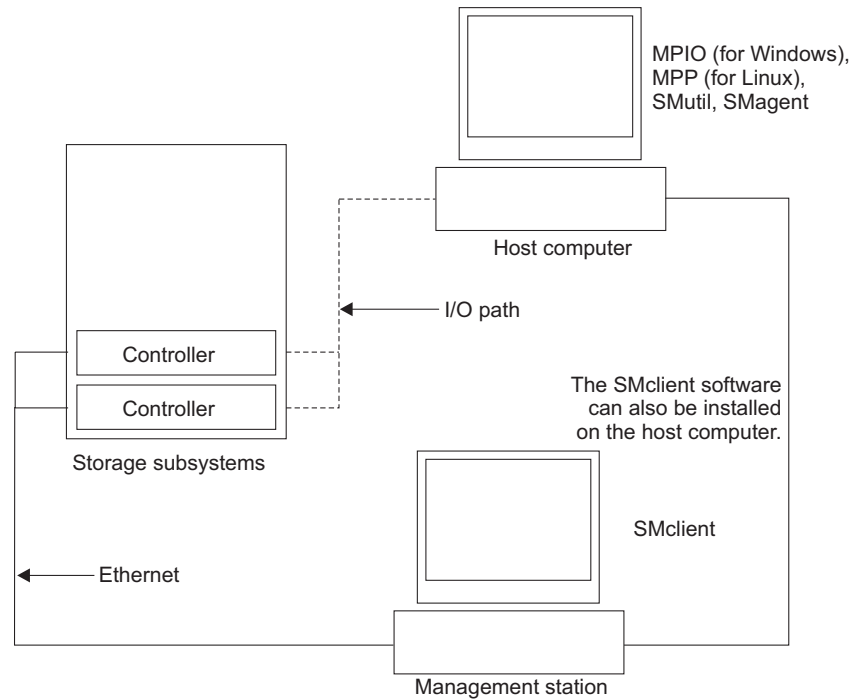 MPIO (for Windows),
MPP (for Linux),
SMutil, SMagent
Host computer
I/O path
Controller
Controller
The SMclient software
can also be installed
on the host computer.
Storage subsystems
SMclient
Ethernet
Management station